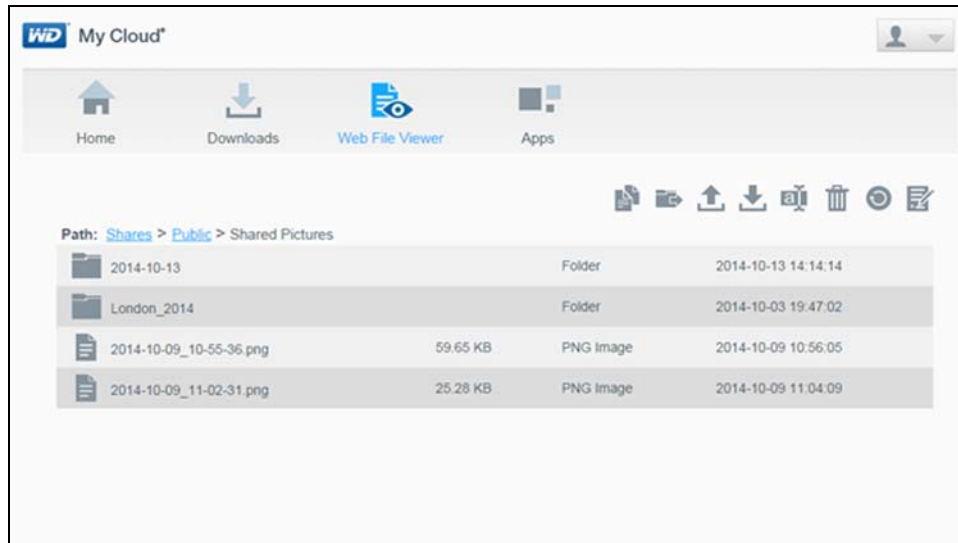 WD My Cloud®
Home Downloads Web File Viewer Apps
Path: Shares > Public > Shared Pictures
2014-10-13 Folder 2014-10-13 14:14:14
London_2014 Folder 2014-10-03 19:47:02
2014-10-09_10-55-36.png 59.65 KB PNG Image 2014-10-09 10:56:05
2014-10-09_11-02-31.png 25.28 KB PNG Image 2014-10-09 11:04:09